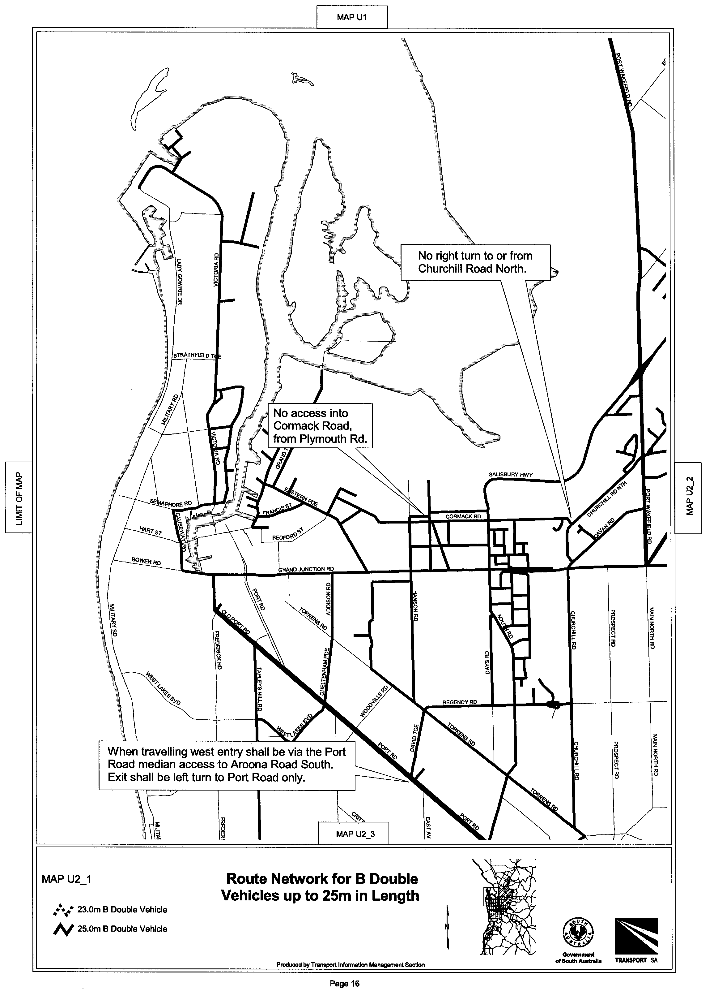 MAP U1
PORT WAKEFIELD RD
No right turn to or from
Churchill Road North.
LADY GOWRIE DR
VICTORIA RD
STRATHFIELD TCE
MILITARY RD
No access into
Cormack Road,
from Plymouth Rd.
VICTORIA RD
GRAND T
LIMIT OF MAP
MAP U2_2
SALISBURY HWY
EASTERN PDE
CHURCHILL RD NTH
PORT WAKEFIELD RD
SEMAPHORE RD
FRANCIS ST
CORMACK RD
CAUSEWAY RD
HART ST
BEDFORD ST
CAVAN RD
BOWER RD
GRAND JUNCTION RD
PORT RD
ADDISON RD
HANSON RD
MILITARY RD
OLD PORT RD
TORRENS RD
SOUTH RD
CHURCHILL RD
PROSPECT RD
MAIN NORTH RD
FREDERICK RD
CHELTENHAM PDE
DAYS RD
TAPLEYS HILL RD
WEST LAKES BVD
WOODVILLE RD
REGENCY RD
WEST LAKES BVD
DAVID TCE
TORRENS RD
When travelling west entry shall be via the Port
Road median access to Aroona Road South.
Exit shall be left turn to Port Road only.
PORT RD
CHURCHILL RD
PROSPECT RD
MAIN NORTH RD
TORRENS RD
MILITA
FREDERI
CRITT
PORT RD
EAST AV
MAP U2_3
MAP U2_1
Route Network for B Double
Vehicles up to 25m in Length
23.0m B Double Vehicle
25.0m B Double Vehicle
N
SOUTH AUSTRALIA
Government
of South Australia
TRANSPORT SA
Produced by Transport Information Management Section
Page 16